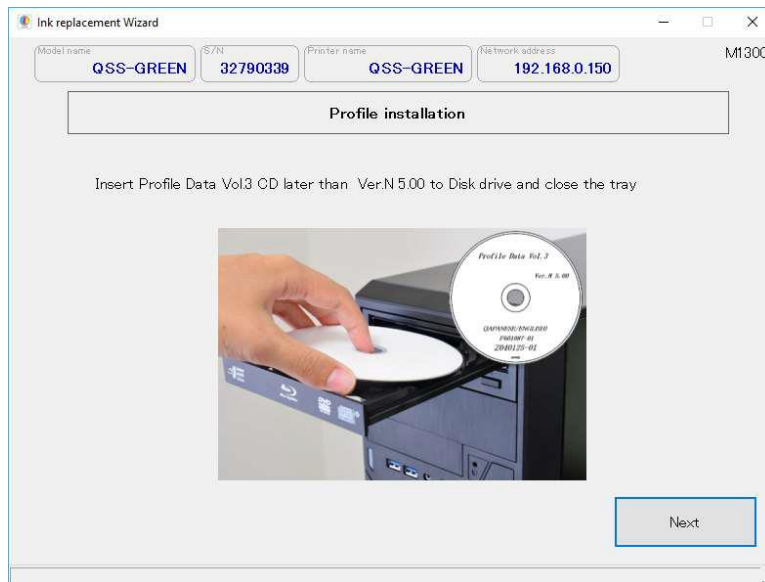 Ink replacement Wizard
Model name
QSS-GREEN
S/N
32790339
Printer name
QSS-GREEN
Network address
192.168.0.150
M1300
Profile installation
Insert Profile Data Vol.3 CD later than Ver.N 5.00 to Disk drive and close the tray
Profile Data Vol.3
Ver.N 5.00
(JAPANESE/ENGLISH)
Z040125-01
Next